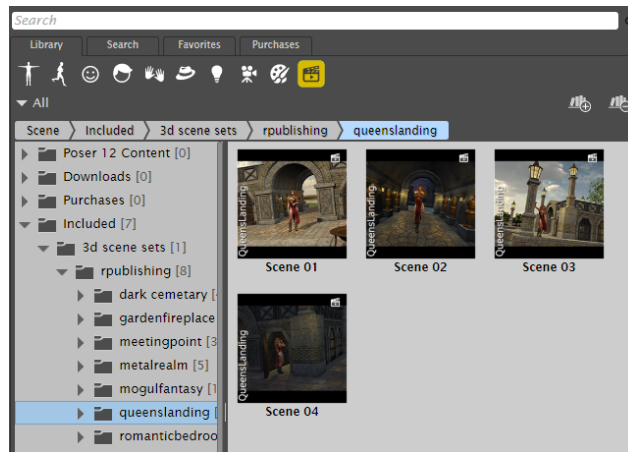 Search
Library Search Favorites Purchases
All
Scene Included 3d scene sets rpublishing queenslanding
Poser 12 Content [0]
Downloads [0]
Purchases [0]
Included [7]
3d scene sets [1]
rpublishing [8]
dark cemetary [
gardenfireplace
meetingpoint [3
metalrealm [5]
mogulfantasy [1
queenslanding [
romanticbedroo
QueensLanding
Scene 01
QueensLanding
Scene 02
QueensLanding
Scene 03
QueensLanding
Scene 04